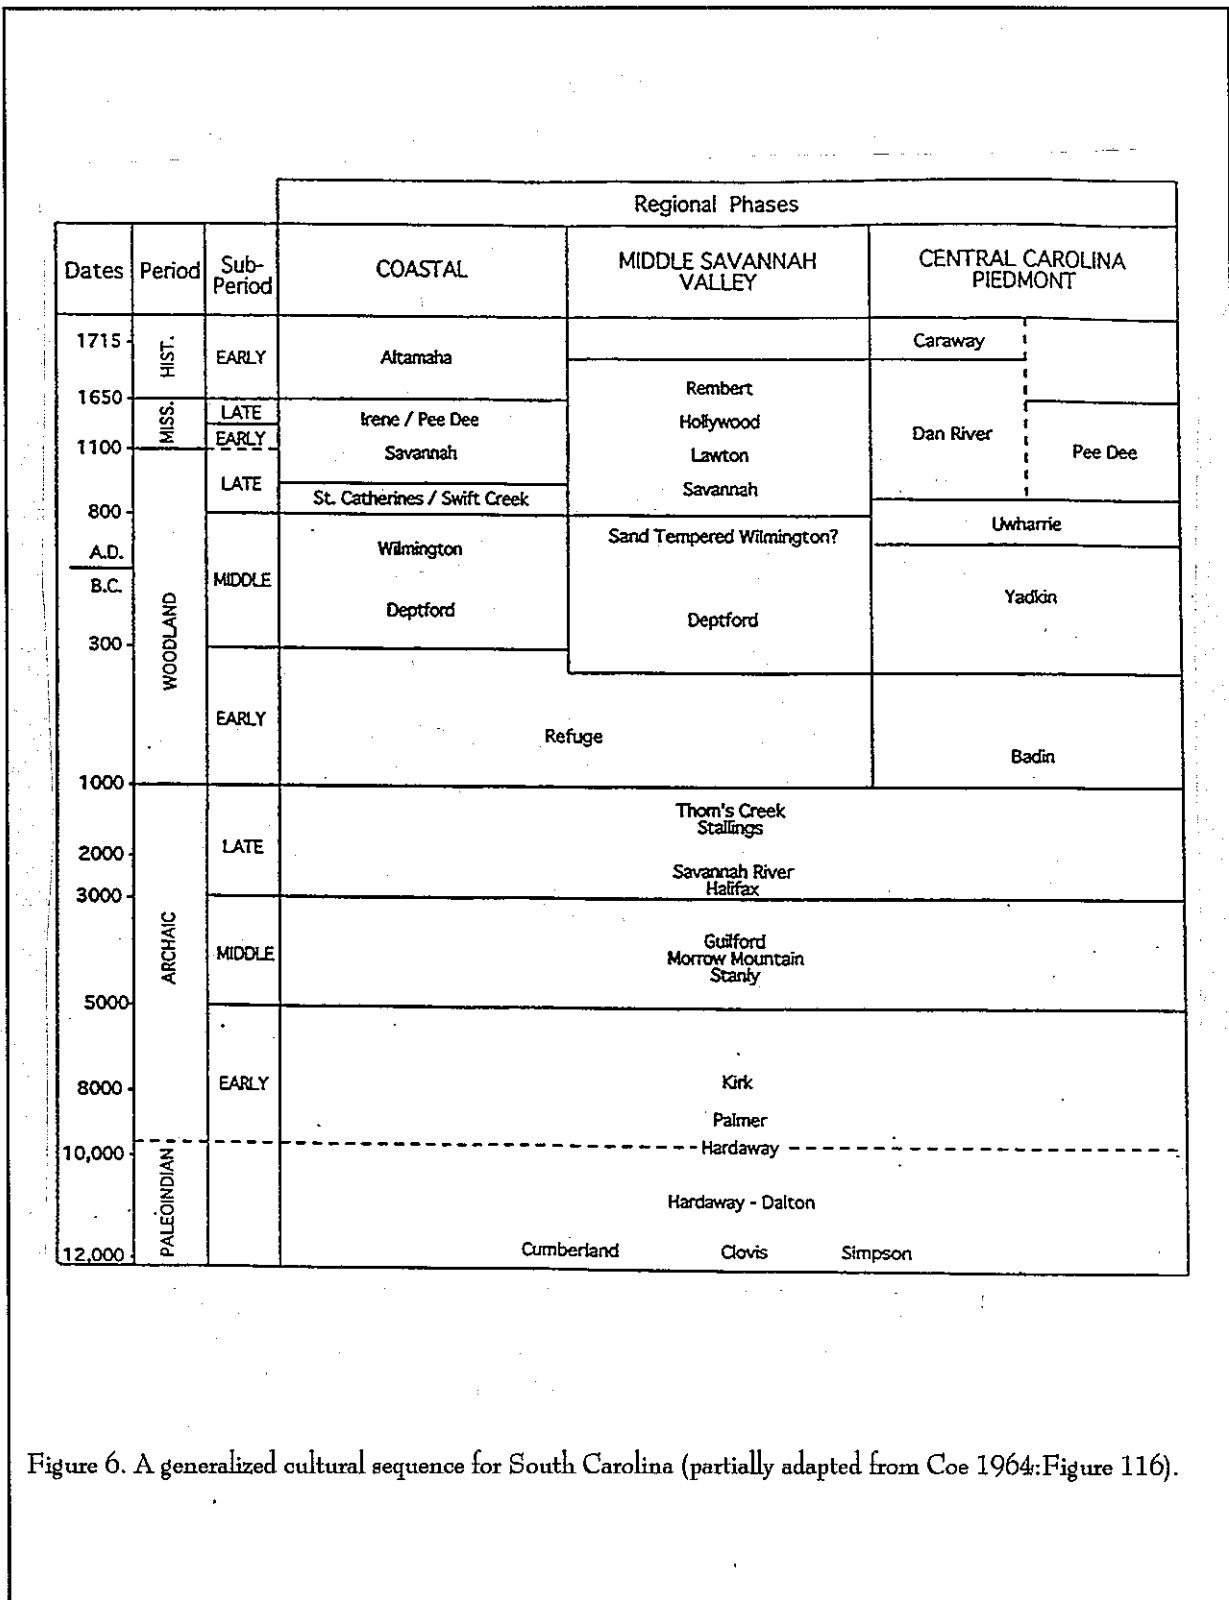 Regional Phases
Dates Period Sub-Period COASTAL MIDDLE SAVANNAH VALLEY CENTRAL CAROLINA PIEDMONT
1715 HIST. EARLY Altamaha Caraway
1650
MISS. LATE Irene / Pee Dee Rembert
EARLY Hollywood Dan River
1100 Savannah Lawton Pee Dee
LATE Savannah
St. Catherines / Swift Creek
800 Uwharrie
A.D. Wilmington Sand Tempered Wilmington?
B.C. MIDDLE Yadkin
WOODLAND Deptford Deptford
300
EARLY Refuge Badin
1000
Thom's Creek
Stallings
LATE
2000
Savannah River
3000 Halifax
ARCHAIC MIDDLE Guilford
Morrow Mountain
Stanly
5000
8000 EARLY Kirk
Palmer
10,000 Hardaway
PALEOINDIAN Hardaway - Dalton
12,000 Cumberland Clovis Simpson
Figure 6. A generalized cultural sequence for South Carolina (partially adapted from Coe 1964:Figure 116).